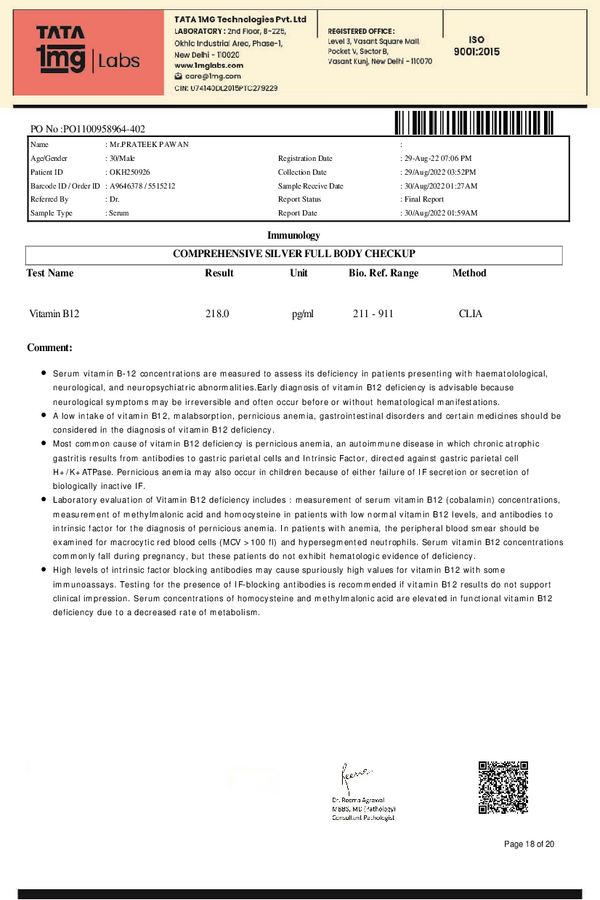 TATA
1mg Labs
TATA 1MG Technologies Pvt. Ltd
LABORATORY : 2nd Floor, B-225,
Okhla Industrial Area, Phase-1,
New Delhi - 110020
www.1mglabs.com
care@1mg.com
CIN: U74140DL2015PTC279229
REGISTERED OFFICE :
Level 3, Vasant Square Mall,
Pocket V, Sector B,
Vasant Kunj, New Delhi - 110070
ISO
9001:2015
PO No :PO1100958964-402
Name : Mr.PRATEEK PAWAN :
Age/Gender : 30/Male Registration Date : 29-Aug-22 07:06 PM
Patient ID : OKH250926 Collection Date : 29/Aug/2022 03:52PM
Barcode ID / Order ID : A9646378 / 5515212 Sample Receive Date : 30/Aug/2022 01:27AM
Referred By : Dr. Report Status : Final Report
Sample Type : Serum Report Date : 30/Aug/2022 01:59AM
Immunology
COMPREHENSIVE SILVER FULL BODY CHECKUP
Test Name Result Unit Bio. Ref. Range Method
Vitamin B12 218.0 pg/ml 211 - 911 CLIA
Comment:
• Serum vitamin B-12 concentrations are measured to assess its deficiency in patients presenting with haematolological,
neurological, and neuropsychiatric abnormalities.Early diagnosis of vitamin B12 deficiency is advisable because
neurological symptoms may be irreversible and often occur before or without hematological manifestations.
• A low intake of vitamin B12, malabsorption, pernicious anemia, gastrointestinal disorders and certain medicines should be
considered in the diagnosis of vitamin B12 deficiency.
• Most common cause of vitamin B12 deficiency is pernicious anemia, an autoimmune disease in which chronic atrophic
gastritis results from antibodies to gastric parietal cells and Intrinsic Factor, directed against gastric parietal cell
H+/K+ATPase. Pernicious anemia may also occur in children because of either failure of IF secretion or secretion of
biologically inactive IF.
• Laboratory evaluation of Vitamin B12 deficiency includes : measurement of serum vitamin B12 (cobalamin) concentrations,
measurement of methylmalonic acid and homocysteine in patients with low normal vitamin B12 levels, and antibodies to
intrinsic factor for the diagnosis of pernicious anemia. In patients with anemia, the peripheral blood smear should be
examined for macrocytic red blood cells (MCV >100 fl) and hypersegmented neutrophils. Serum vitamin B12 concentrations
commonly fall during pregnancy, but these patients do not exhibit hematologic evidence of deficiency.
• High levels of intrinsic factor blocking antibodies may cause spuriously high values for vitamin B12 with some
immunoassays. Testing for the presence of IF-blocking antibodies is recommended if vitamin B12 results do not support
clinical impression. Serum concentrations of homocysteine and methylmalonic acid are elevated in functional vitamin B12
deficiency due to a decreased rate of metabolism.
Reema
Dr. Reema Agrawal
MBBS, MD (Pathology)
Consultant Pathologist
Page 18 of 20